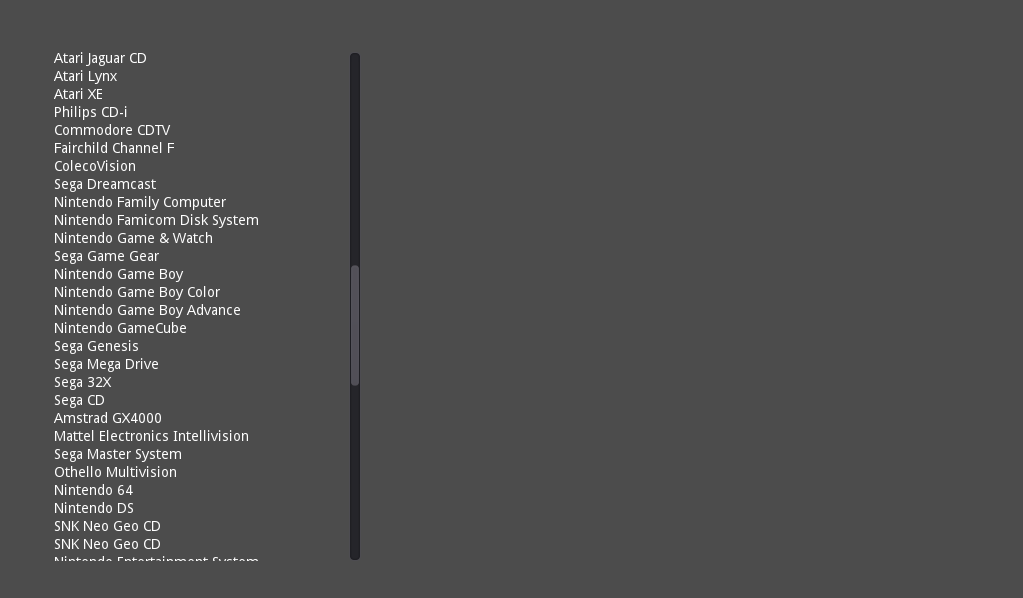 Atari Jaguar CD
Atari Lynx
Atari XE
Philips CD-i
Commodore CDTV
Fairchild Channel F
ColecoVision
Sega Dreamcast
Nintendo Family Computer
Nintendo Famicom Disk System
Nintendo Game & Watch
Sega Game Gear
Nintendo Game Boy
Nintendo Game Boy Color
Nintendo Game Boy Advance
Nintendo GameCube
Sega Genesis
Sega Mega Drive
Sega 32X
Sega CD
Amstrad GX4000
Mattel Electronics Intellivision
Sega Master System
Othello Multivision
Nintendo 64
Nintendo DS
SNK Neo Geo CD
SNK Neo Geo CD
Nintendo Entertainment System